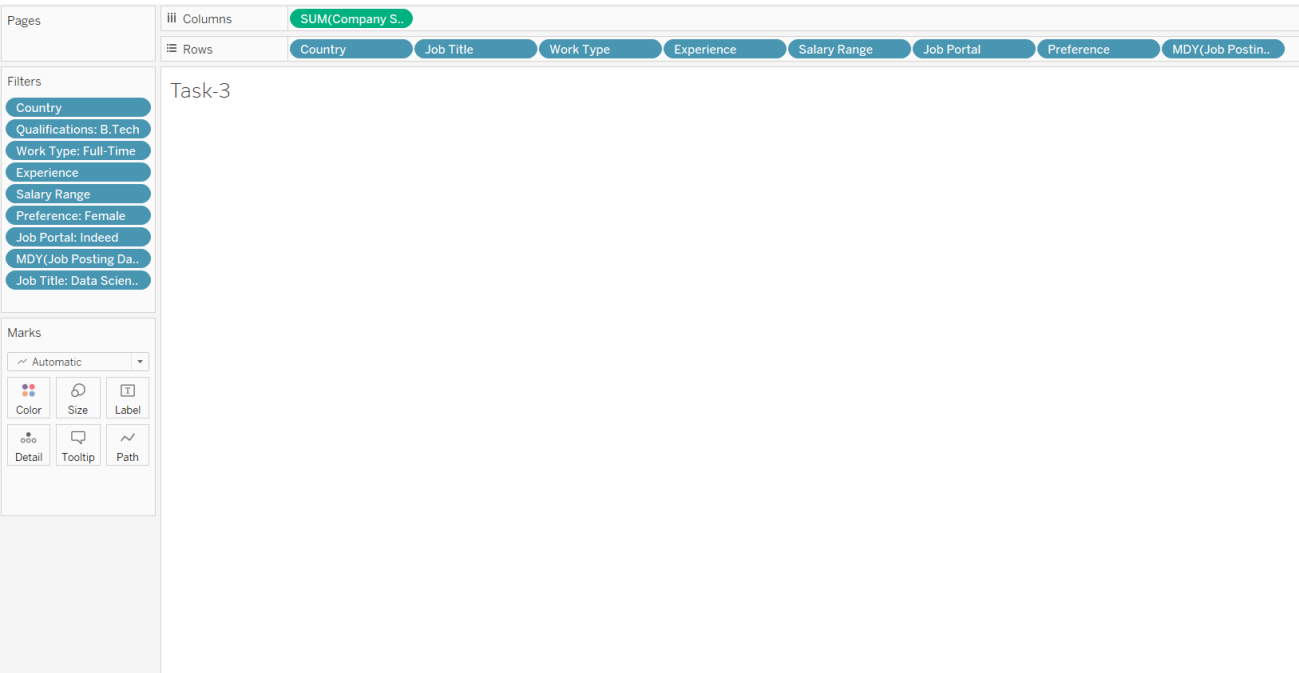 Pages
Columns SUM(Company S..
Rows Country Job Title Work Type Experience Salary Range Job Portal Preference MDY(Job Postin..
Filters
Country
Qualifications: B.Tech
Work Type: Full-Time
Experience
Salary Range
Preference: Female
Job Portal: Indeed
MDY(Job Posting Da..
Job Title: Data Scien..
Marks
Automatic
Color Size T Label
Detail Tooltip Path
Task-3